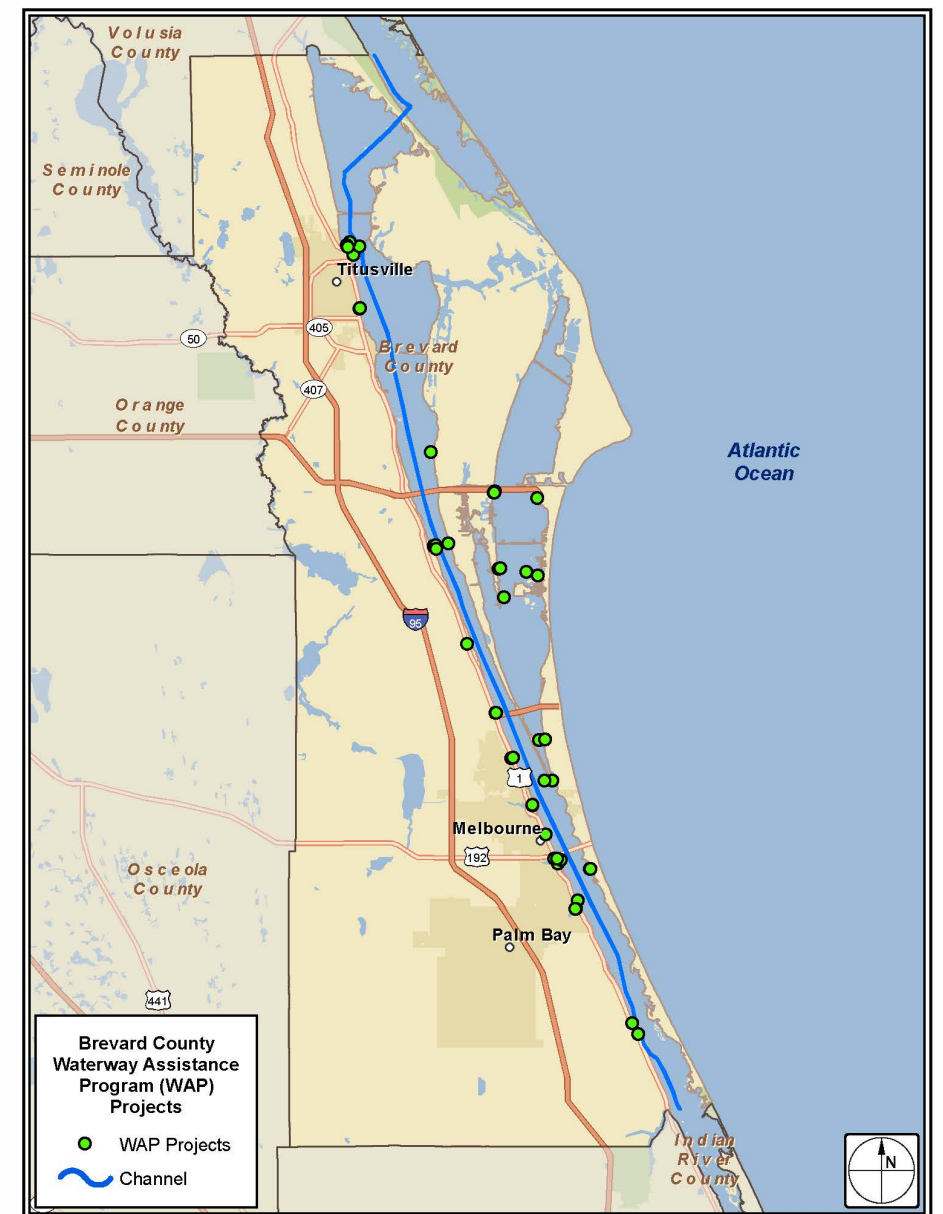 Volusia
County
Seminole
County
Titusville
50
405
Brevard
County
407
Orange
County
Atlantic
Ocean
95
1
Melbourne
192
Osceola
County
Palm Bay
441
Brevard County
Waterway Assistance
Program (WAP)
Projects
WAP Projects
Channel
Indian
River
County
N